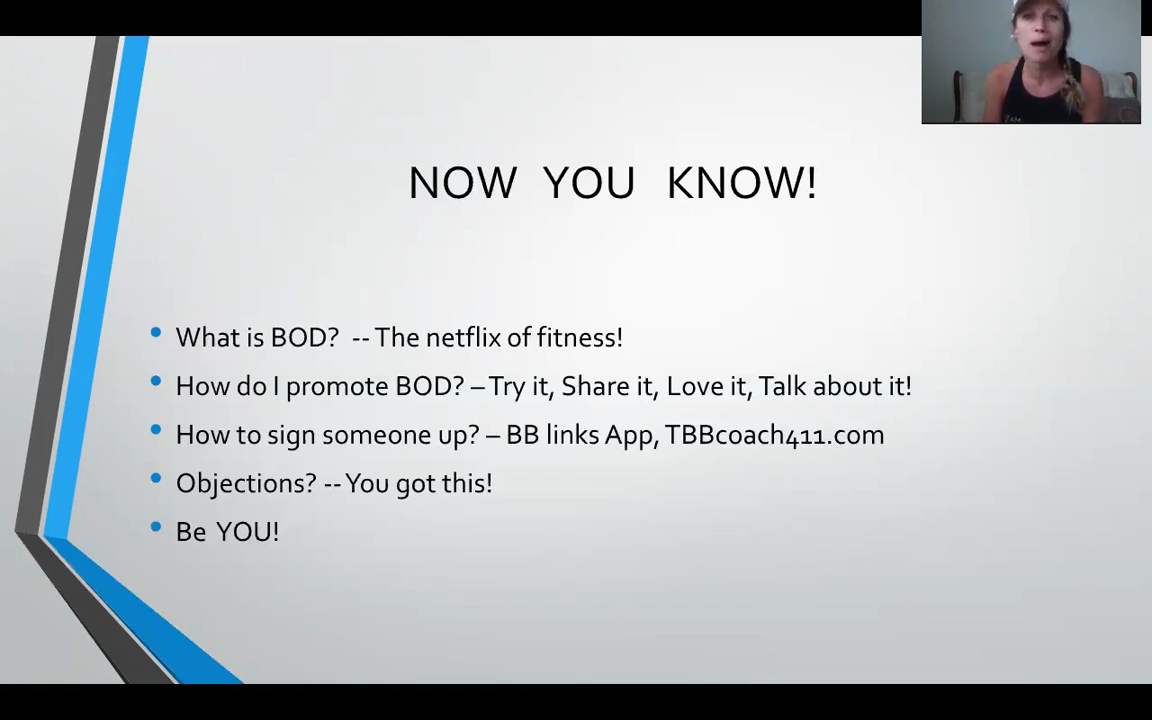 NOW YOU KNOW!
What is BOD? -- The netflix of fitness!
How do I promote BOD? – Try it, Share it, Love it, Talk about it!
How to sign someone up? – BB links App, TBBcoach411.com
Objections? -- You got this!
Be YOU!